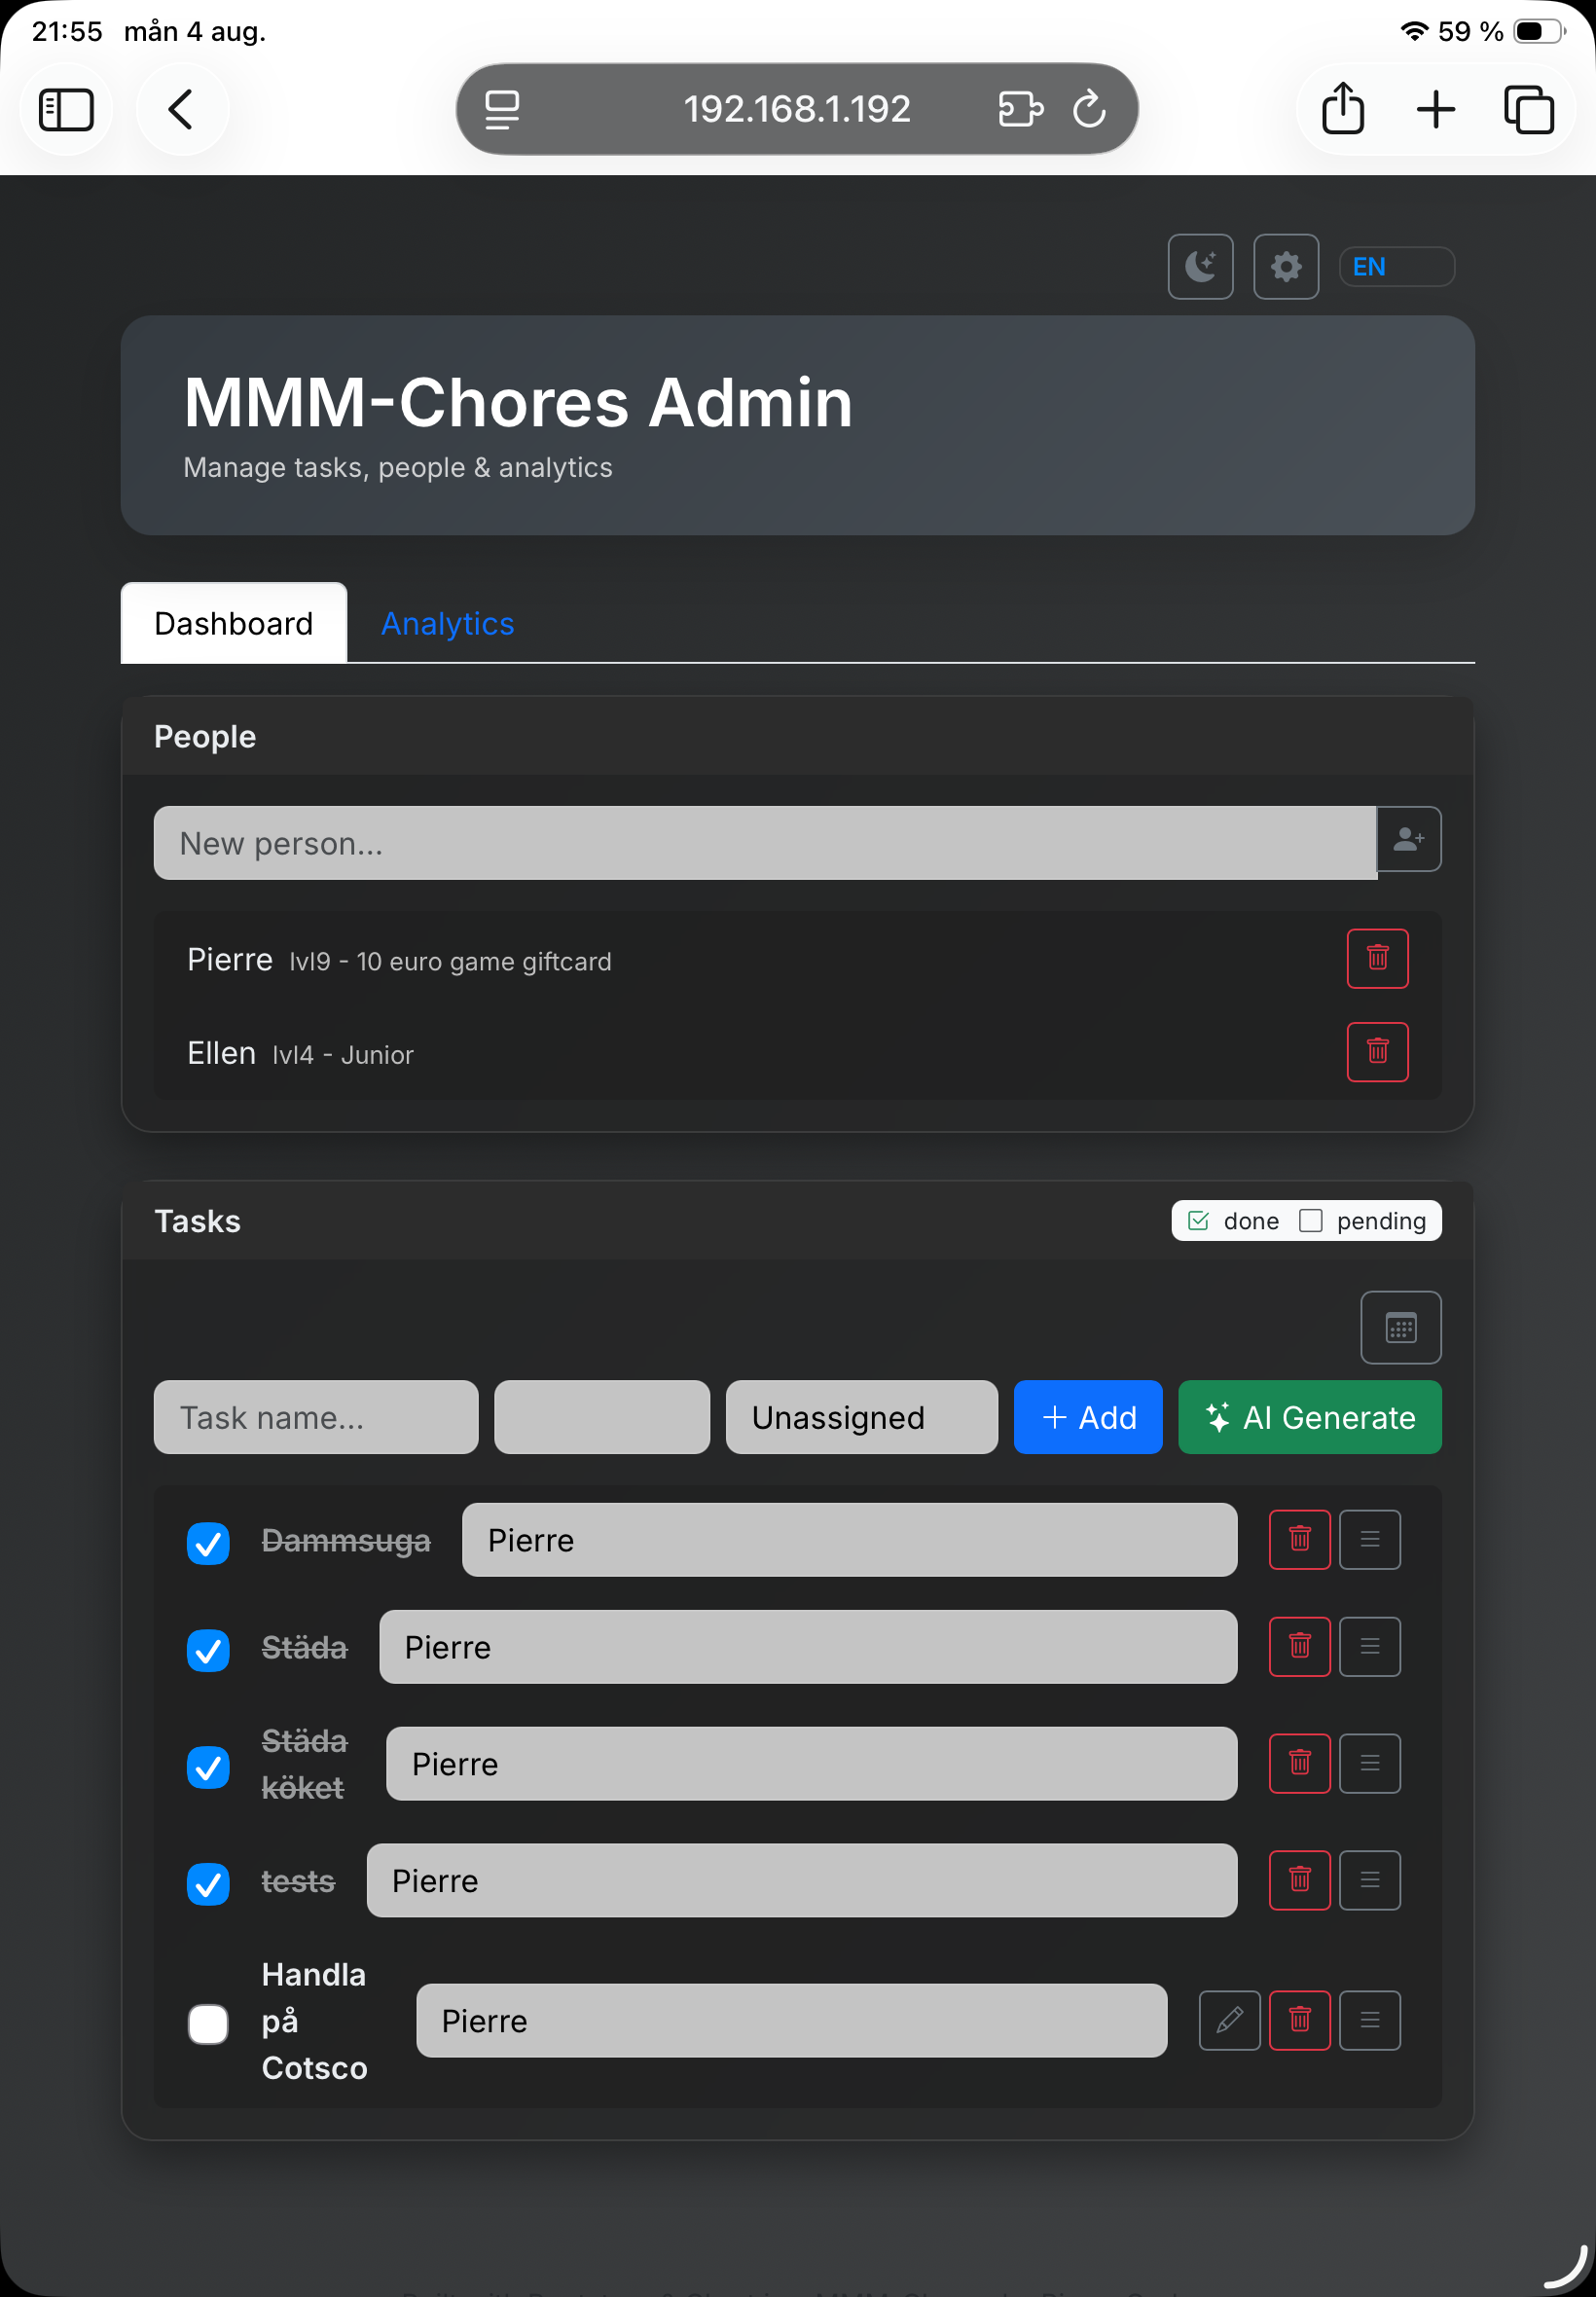 21:55 mån 4 aug.
59 %
192.168.1.192
EN
MMM-Chores Admin
Manage tasks, people & analytics
Dashboard Analytics
People
New person...
Pierre lvl9 - 10 euro game giftcard
Ellen lvl4 - Junior
Tasks
done pending
Task name...
Unassigned
Add
AI Generate
Dammsuga
Pierre
Städa
Pierre
Städa
köket
Pierre
tests
Pierre
Handla
på
Cotsco
Pierre